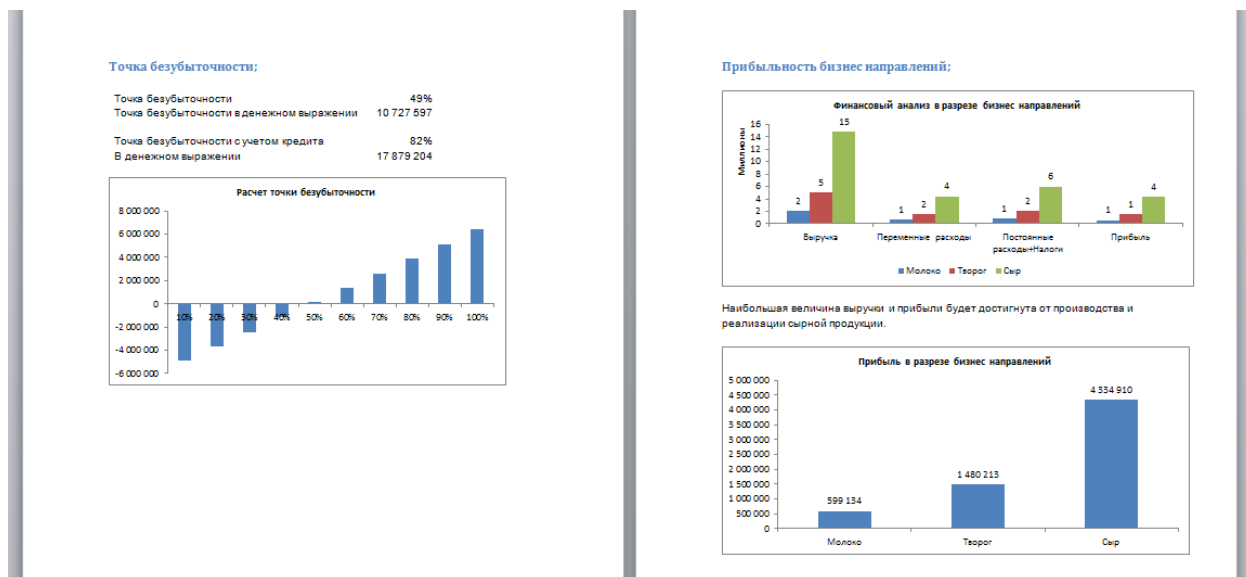 Точка безубыточности;
Точка безубыточности 49%
Точка безубыточности в денежном выражении 10 727 597
Точка безубыточности с учетом кредита 82%
В денежном выражении 17 879 204
Расчет точки безубыточности
8 000 000
6 000 000
4 000 000
2 000 000
0
-2 000 000
-4 000 000
-6 000 000
10% 20% 30% 40% 50% 60% 70% 80% 90% 100%
Прибыльность бизнес направлений;
Финансовый анализ в разрезе бизнес направлений
Миллионы
16
14
12
10
8
6
4
2
0
2 5 15 1 2 4 1 2 6 1 1 4
Выручка Переменные расходы Постоянные Прибыль
расходы+Налоги
Молоко Творог Сыр
Наибольшая величина выручки и прибыли будет достигнута от производства и
реализации сырной продукции.
Прибыль в разрезе бизнес направлений
5 000 000
4 500 000
4 000 000
3 500 000
3 000 000
2 500 000
2 000 000
1 500 000
1 000 000
500 000
0
599 134 1 480 213 4 334 910
Молоко Творог Сыр